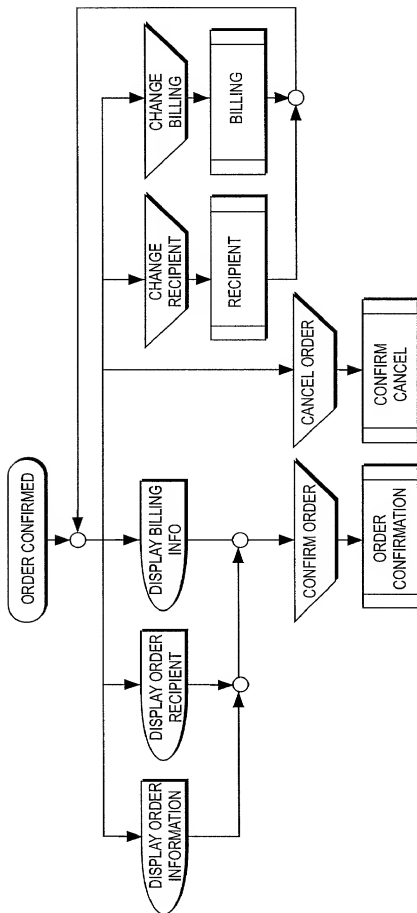 ORDER CONFIRMED
DISPLAY ORDER
INFORMATION
DISPLAY ORDER
RECIPIENT
DISPLAY BILLING
INFO
CHANGE
RECIPIENT
CHANGE
BILLING
RECIPIENT
BILLING
CONFIRM ORDER
CANCEL ORDER
ORDER
CONFIRMATION
CONFIRM
CANCEL